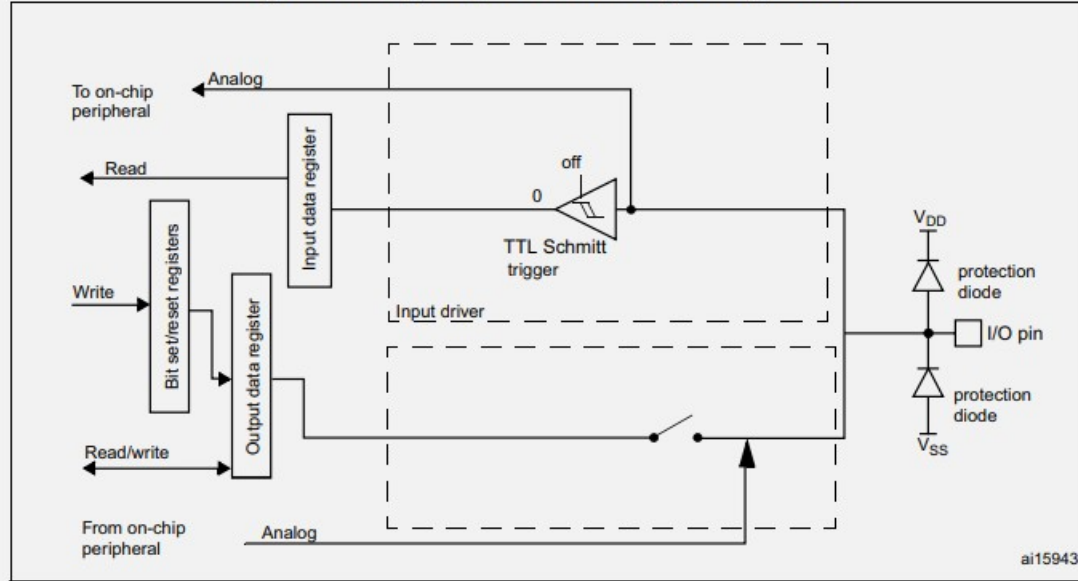 Analog
To on-chip
peripheral
Read
Input data register
off
0
TTL Schmitt
trigger
Input driver
VDD
protection
diode
I/O pin
protection
diode
VSS
Write
Bit set/reset registers
Output data register
Read/write
From on-chip
peripheral
Analog
ai15943